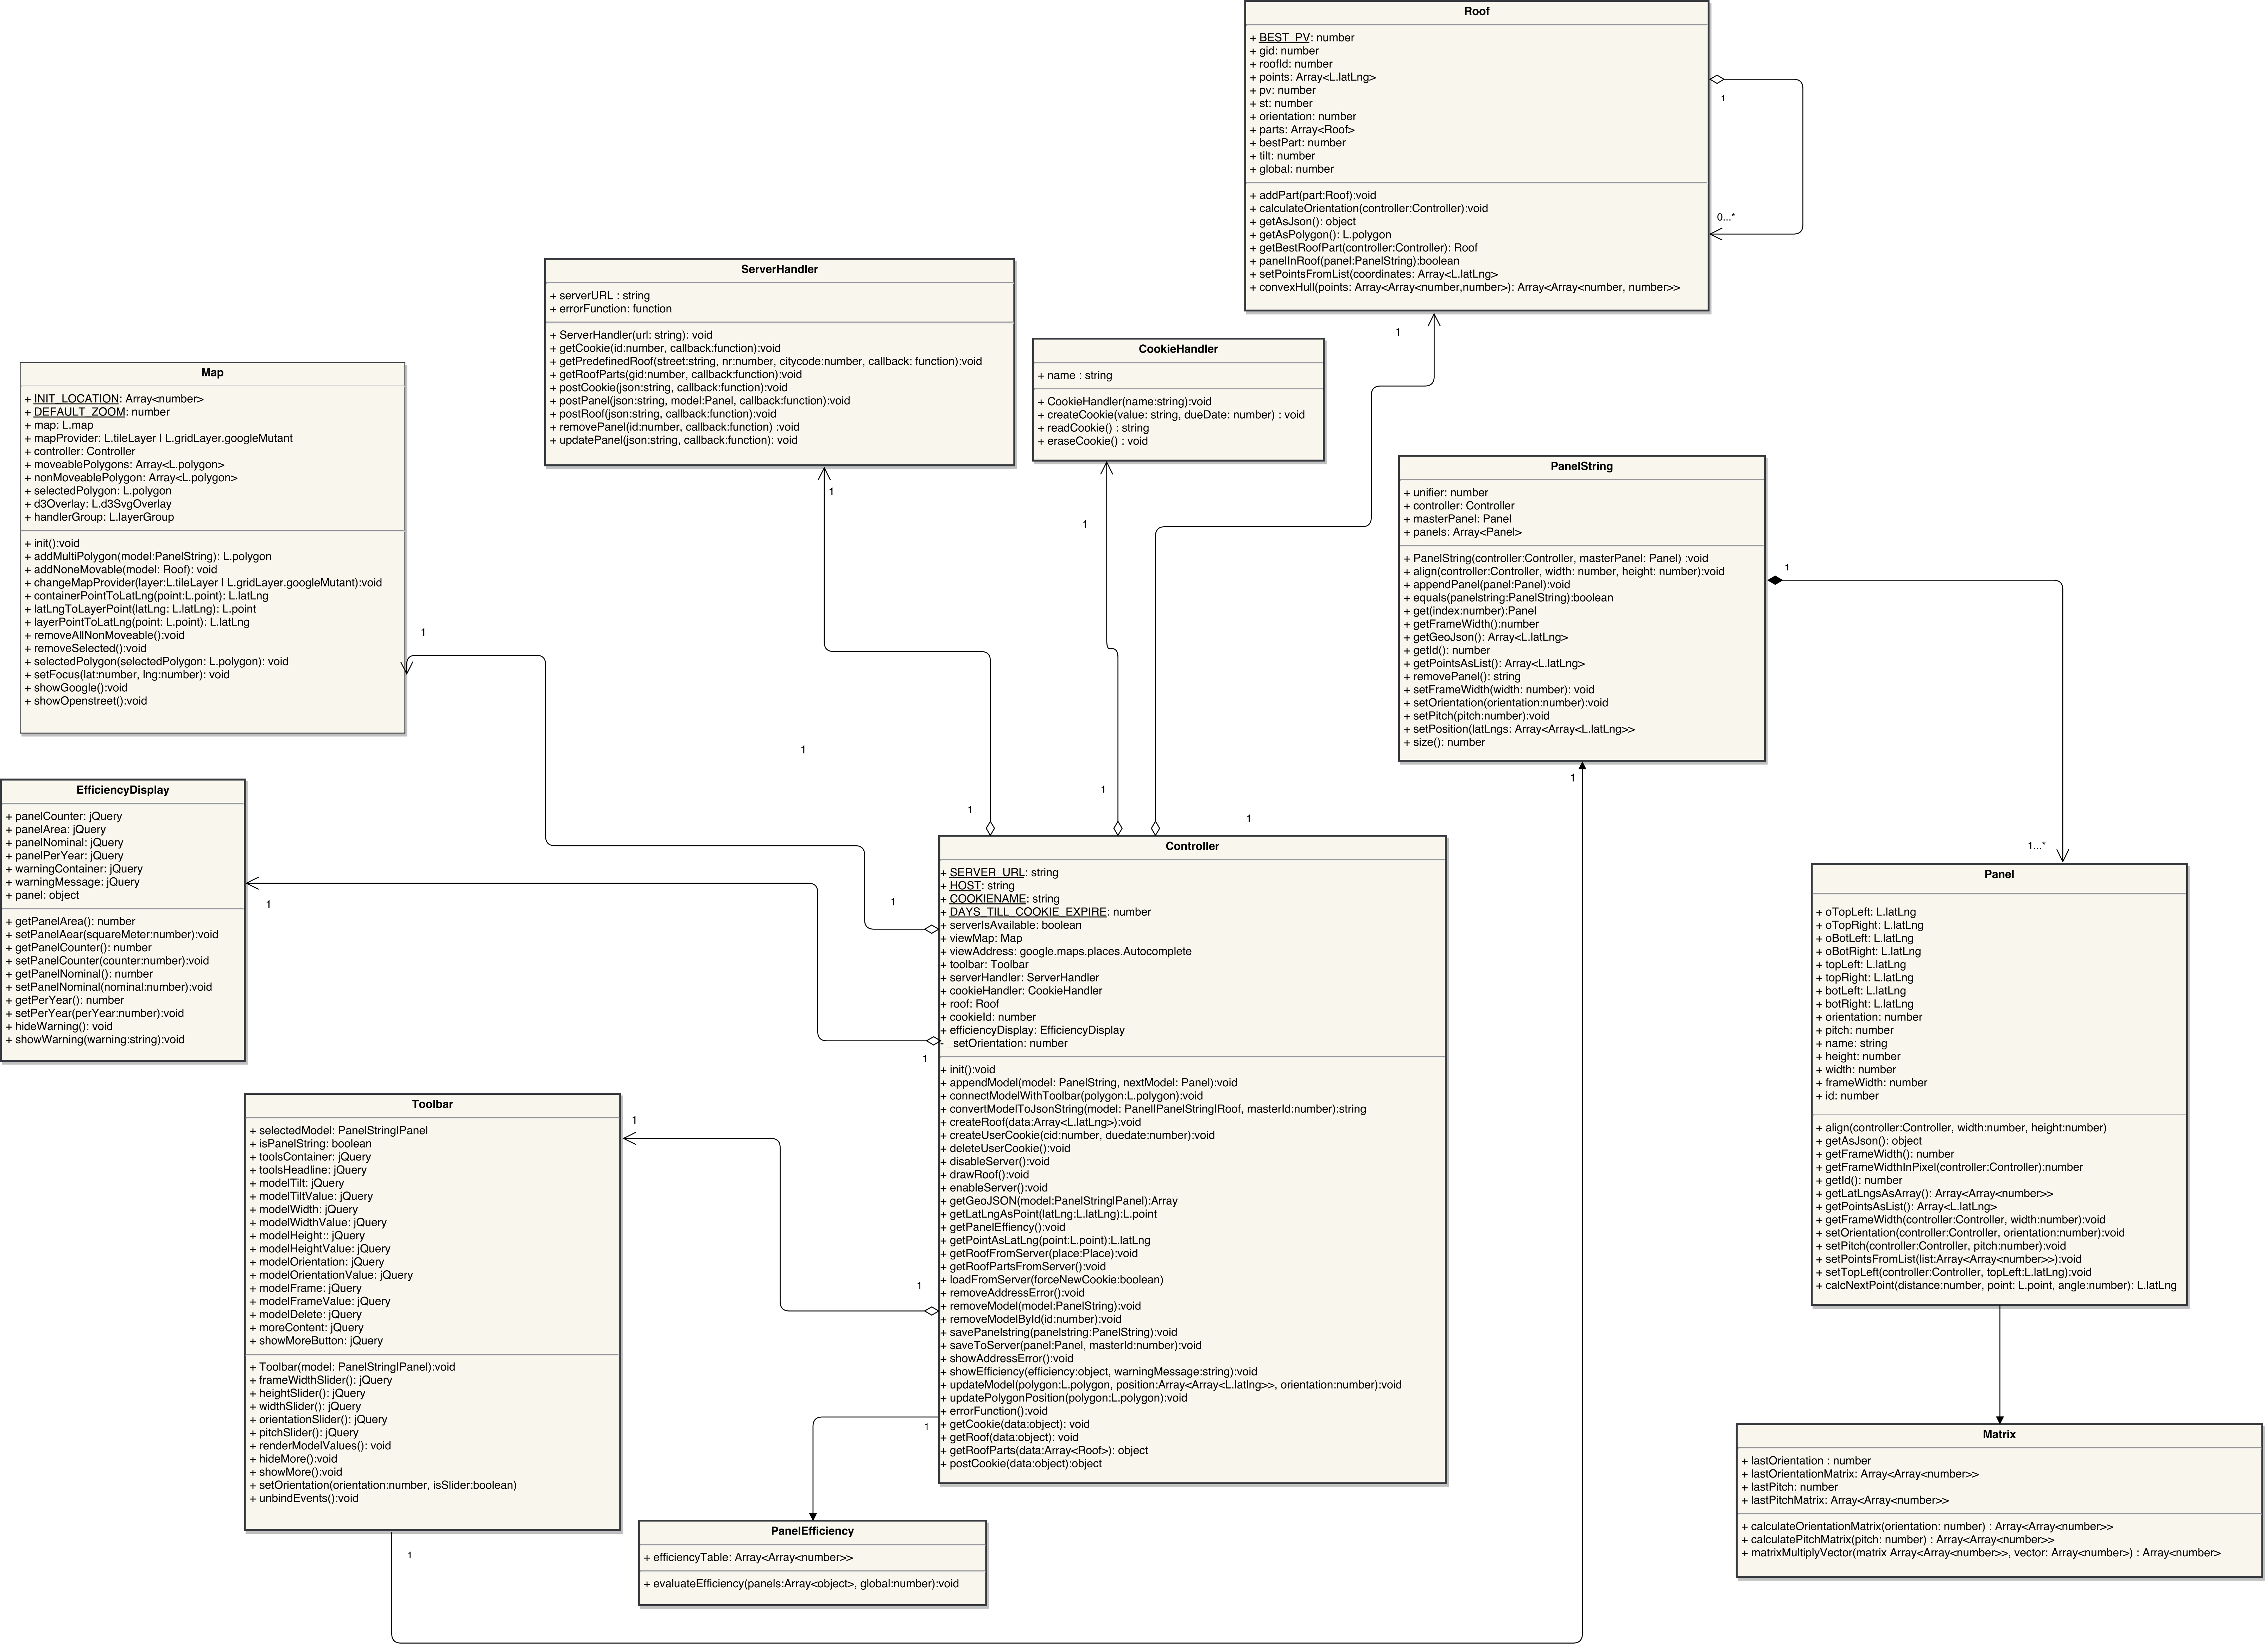 Roof
+ BEST_PV: number
+ gid: number
+ roofId: number
+ points: Array<L.latLng>
+ pv: number
+ st: number
+ orientation: number
+ parts: Array<Roof>
+ bestPart: number
+ tilt: number
+ global: number
+ addPart(part:Roof):void
+ calculateOrientation(controller:Controller):void
+ getAsJson(): object
+ getAsPolygon(): L.polygon
+ getBestRoofPart(controller:Controller): Roof
+ panelInRoof(panel:PanelString):boolean
+ setPointsFromList(coordinates: Array<L.latLng>
+ convexHull(points: Array<Array<number,number>): Array<Array<number, number>>
1
0...*
1
ServerHandler
+ serverURL : string
+ errorFunction: function
+ ServerHandler(url: string): void
+ getCookie(id:number, callback:function):void
+ getPredefinedRoof(street:string, nr:number, citycode:number, callback: function):void
+ getRoofParts(gid:number, callback:function):void
+ postCookie(json:string, callback:function):void
+ postPanel(json:string, model:Panel, callback:function):void
+ postRoof(json:string, callback:function):void
+ removePanel(id:number, callback:function) :void
+ updatePanel(json:string, callback:function): void
1
CookieHandler
+ name : string
+ CookieHandler(name:string):void
+ createCookie(value: string, dueDate: number) : void
+ readCookie() : string
+ eraseCookie() : void
1
Map
+ INIT_LOCATION: Array<number>
+ DEFAULT_ZOOM: number
+ map: L.map
+ mapProvider: L.tileLayer | L.gridLayer.googleMutant
+ controller: Controller
+ moveablePolygons: Array<L.polygon>
+ nonMoveablePolygon: Array<L.polygon>
+ selectedPolygon: L.polygon
+ d3Overlay: L.d3SvgOverlay
+ handlerGroup: L.layerGroup
+ init():void
+ addMultiPolygon(model:PanelString): L.polygon
+ addNoneMovable(model: Roof): void
+ changeMapProvider(layer:L.tileLayer | L.gridLayer.googleMutant):void
+ containerPointToLatLng(point:L.point): L.latLng
+ latLngToLayerPoint(latLng: L.latLng): L.point
+ layerPointToLatLng(point: L.point): L.latLng
+ removeAllNonMoveable():void
+ removeSelected():void
+ selectedPolygon(selectedPolygon: L.polygon): void
+ setFocus(lat:number, lng:number): void
+ showGoogle():void
+ showOpenstreet():void
1
PanelString
+ unifier: number
+ controller: Controller
+ masterPanel: Panel
+ panels: Array<Panel>
+ PanelString(controller:Controller, masterPanel: Panel) :void
+ align(controller:Controller, width: number, height: number):void
+ appendPanel(panel:Panel):void
+ equals(panelstring:PanelString):boolean
+ get(index:number):Panel
+ getFrameWidth():number
+ getGeoJson(): Array<L.latLng>
+ getId(): number
+ getPointsAsList(): Array<L.latLng>
+ removePanel(): string
+ setFrameWidth(width: number): void
+ setOrientation(orientation:number):void
+ setPitch(pitch:number):void
+ setPosition(latLngs: Array<Array<L.latLng>>
+ size(): number
1
1
1...*
1
1
1
1
EfficiencyDisplay
+ panelCounter: jQuery
+ panelArea: jQuery
+ panelNominal: jQuery
+ panelPerYear: jQuery
+ warningContainer: jQuery
+ warningMessage: jQuery
+ panel: object
+ getPanelArea(): number
+ setPanelAear(squareMeter:number):void
+ getPanelCounter(): number
+ setPanelCounter(counter:number):void
+ getPanelNominal(): number
+ setPanelNominal(nominal:number):void
+ getPerYear(): number
+ setPerYear(perYear:number):void
+ hideWarning(): void
+ showWarning(warning:string):void
1
1
1
Controller
+ SERVER_URL: string
+ HOST: string
+ COOKIENAME: string
+ DAYS_TILL_COOKIE_EXPIRE: number
+ serverIsAvailable: boolean
+ viewMap: Map
+ viewAddress: google.maps.places.Autocomplete
+ toolbar: Toolbar
+ serverHandler: ServerHandler
+ cookieHandler: CookieHandler
+ roof: Roof
+ cookieId: number
+ efficiencyDisplay: EfficiencyDisplay
- _setOrientation: number
+ init():void
+ appendModel(model: PanelString, nextModel: Panel):void
+ connectModelWithToolbar(polygon:L.polygon):void
+ convertModelToJsonString(model: Panel|PanelString|Roof, masterId:number):string
+ createRoof(data:Array<L.latLng>):void
+ createUserCookie(cid:number, duedate:number):void
+ deleteUserCookie():void
+ disableServer():void
+ drawRoof():void
+ enableServer():void
+ getGeoJSON(model:PanelString|Panel):Array
+ getLatLngAsPoint(latLng:L.latLng):L.point
+ getPanelEffiency():void
+ getPointAsLatLng(point:L.point):L.latLng
+ getRoofFromServer(place:Place):void
+ getRoofPartsFromServer():void
+ loadFromServer(forceNewCookie:boolean)
+ removeAddressError():void
+ removeModel(model:PanelString):void
+ removeModelById(id:number):void
+ savePanelstring(panelstring:PanelString):void
+ saveToServer(panel:Panel, masterId:number):void
+ showAddressError():void
+ showEfficiency(efficiency:object, warningMessage:string):void
+ updateModel(polygon:L.polygon, position:Array<Array<L.latlng>>, orientation:number):void
+ updatePolygonPosition(polygon:L.polygon):void
+ errorFunction():void
+ getCookie(data:object): void
+ getRoof(data:object): void
+ getRoofParts(data:Array<Roof>): object
+ postCookie(data:object):object
Panel
+ oTopLeft: L.latLng
+ oTopRight: L.latLng
+ oBotLeft: L.latLng
+ oBotRight: L.latLng
+ topLeft: L.latLng
+ topRight: L.latLng
+ botLeft: L.latLng
+ botRight: L.latLng
+ orientation: number
+ pitch: number
+ name: string
+ height: number
+ width: number
+ frameWidth: number
+ id: number
+ align(controller:Controller, width:number, height:number)
+ getAsJson(): object
+ getFrameWidth(): number
+ getFrameWidthInPixel(controller:Controller):number
+ getId(): number
+ getLatLngsAsArray(): Array<Array<number>>
+ getPointsAsList(): Array<L.latLng>
+ getFrameWidth(controller:Controller, width:number):void
+ setOrientation(controller:Controller, orientation:number):void
+ setPitch(controller:Controller, pitch:number):void
+ setPointsFromList(list:Array<Array<number>>):void
+ setTopLeft(controller:Controller, topLeft:L.latLng):void
+ calcNextPoint(distance:number, point: L.point, angle:number): L.latLng
Toolbar
+ selectedModel: PanelString|Panel
+ isPanelString: boolean
+ toolsContainer: jQuery
+ toolsHeadline: jQuery
+ modelTilt: jQuery
+ modelTiltValue: jQuery
+ modelWidth: jQuery
+ modelWidthValue: jQuery
+ modelHeight:: jQuery
+ modelHeightValue: jQuery
+ modelOrientation: jQuery
+ modelOrientationValue: jQuery
+ modelFrame: jQuery
+ modelFrameValue: jQuery
+ modelDelete: jQuery
+ moreContent: jQuery
+ showMoreButton: jQuery
+ Toolbar(model: PanelString|Panel):void
+ frameWidthSlider(): jQuery
+ heightSlider(): jQuery
+ widthSlider(): jQuery
+ orientationSlider(): jQuery
+ pitchSlider(): jQuery
+ renderModelValues(): void
+ hideMore():void
+ showMore():void
+ setOrientation(orientation:number, isSlider:boolean)
+ unbindEvents():void
1
1
1
1
PanelEfficiency
+ efficiencyTable: Array<Array<number>>
+ evaluateEfficiency(panels:Array<object>, global:number):void
Matrix
+ lastOrientation : number
+ lastOrientationMatrix: Array<Array<number>>
+ lastPitch: number
+ lastPitchMatrix: Array<Array<number>>
+ calculateOrientationMatrix(orientation: number) : Array<Array<number>>
+ calculatePitchMatrix(pitch: number) : Array<Array<number>>
+ matrixMultiplyVector(matrix Array<Array<number>>, vector: Array<number>) : Array<number>